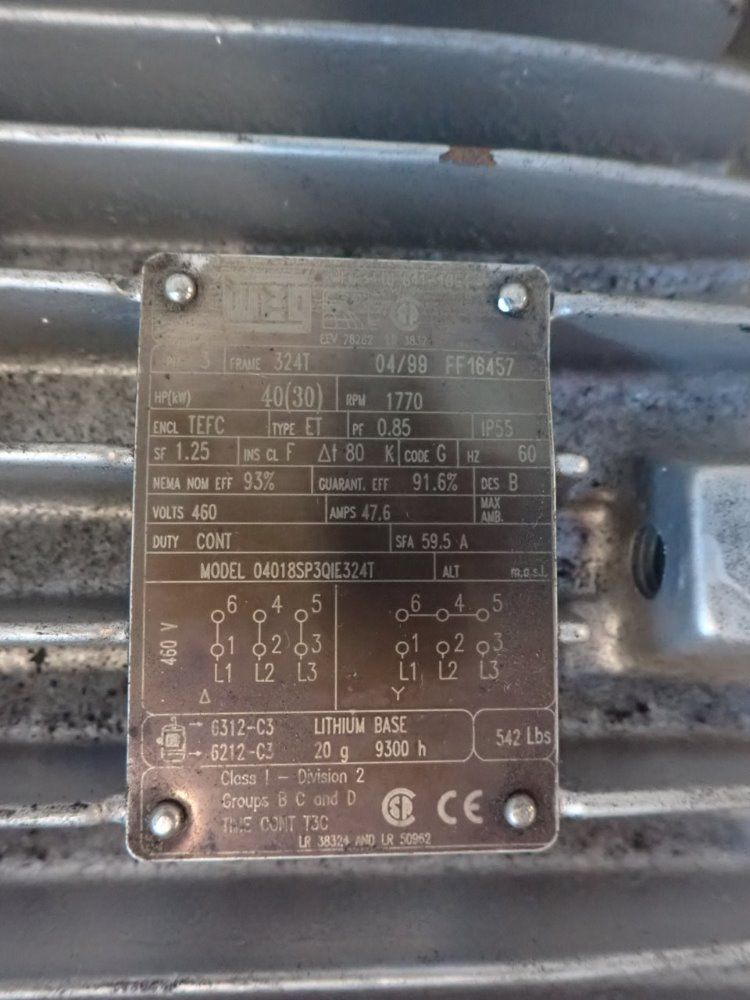 WEG
EEV 78262 LR 38324
PH 3 FRAME 324T 04/99 FF16457
HP(kW) 40(30) RPM 1770
ENCL TEFC TYPE ET PF 0.85 IP55
SF 1.25 INS CL F Δt 80 K CODE G HZ 60
NEMA NOM EFF 93% GUARANT. EFF 91.6% DES B
VOLTS 460 AMPS 47.6 MAX AMB.
DUTY CONT SFA 59.5 A
MODEL 04018SP3QIE324T ALT m.a.s.l.
6 4 5 6 4 5
460 V
1 2 3 1 2 3
L1 L2 L3 L1 L2 L3
Δ Y
6312-C3 LITHIUM BASE
6212-C3 20 g 9300 h
542 Lbs
Class I - Division 2
Groups B C and D
TIME CONT T3C
LR 38324 AND LR 50962
CE